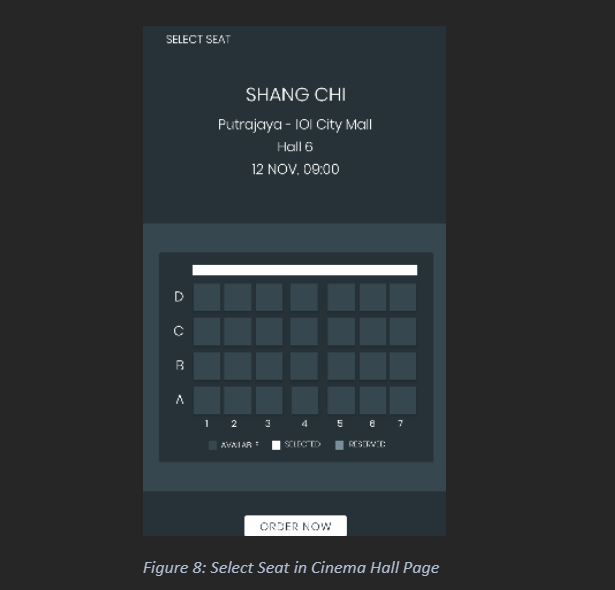 SELECT SEAT
SHANG CHI
Putrajaya - IOI City Mall
Hall 6
12 NOV, 09:00
D
C
B
A
1 2 3 4 5 6 7
AVAILABLE SELECTED RESERVED
ORDER NOW
Figure 8: Select Seat in Cinema Hall Page